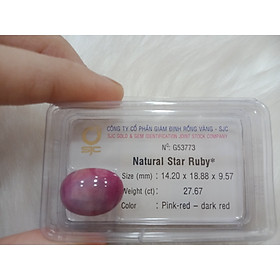 CÔNG TY CỔ PHẦN GIÁM ĐỊNH RỒNG VÀNG - SJC
SJC GOLD & GEM IDENTIFICATION JOINT STOCK COMPANY
Nº: G53773
Natural Star Ruby®
Size (mm) : 14.20 x 18.88 x 9.57
Weight (ct) : 27.67
Color : Pink-red – dark red